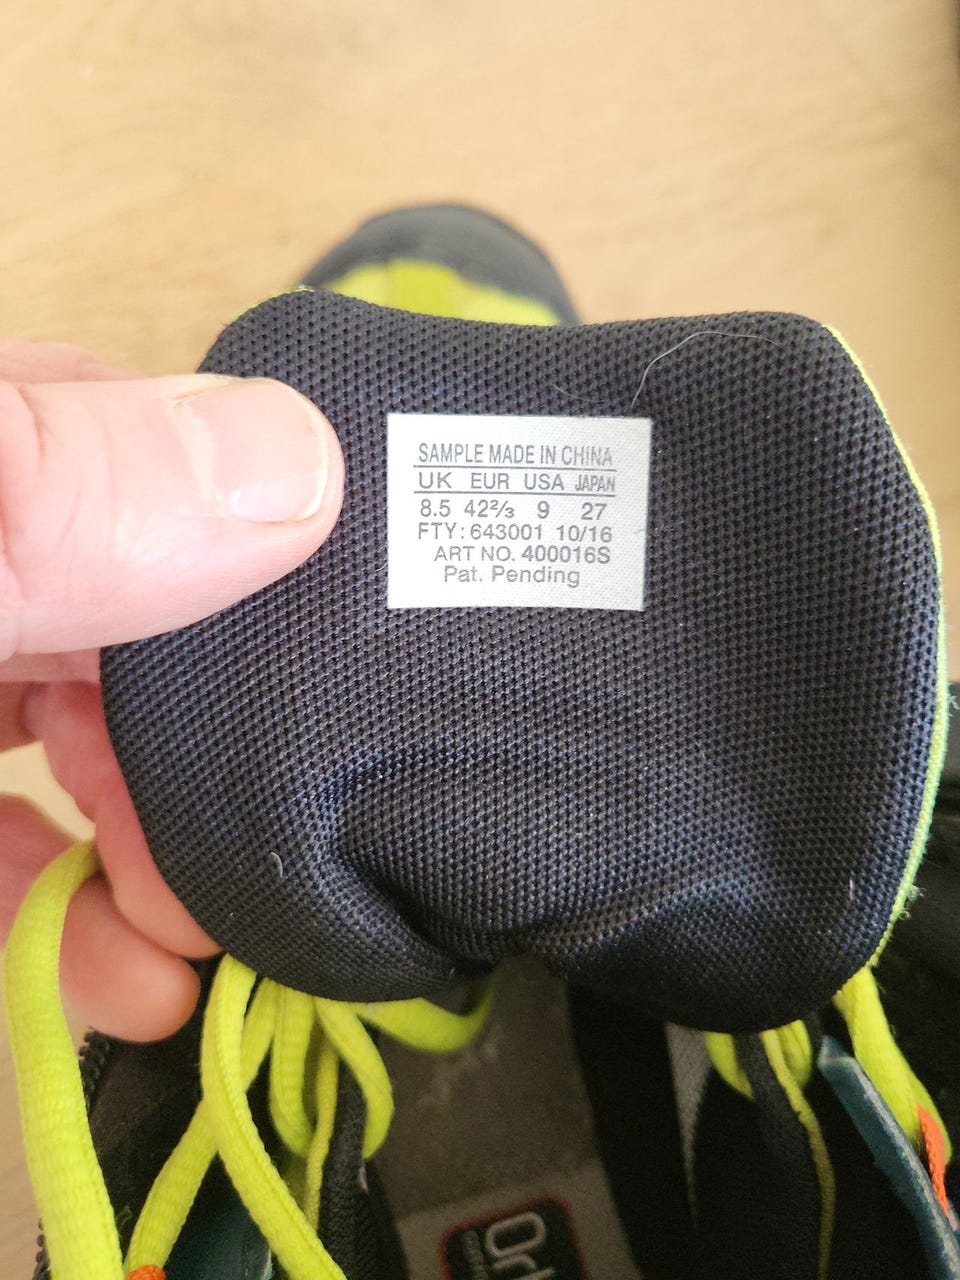 SAMPLE MADE IN CHINA
UK EUR USA JAPAN
8.5 42⅔ 9 27
FTY: 643001 10/16
ART NO. 400016S
Pat. Pending